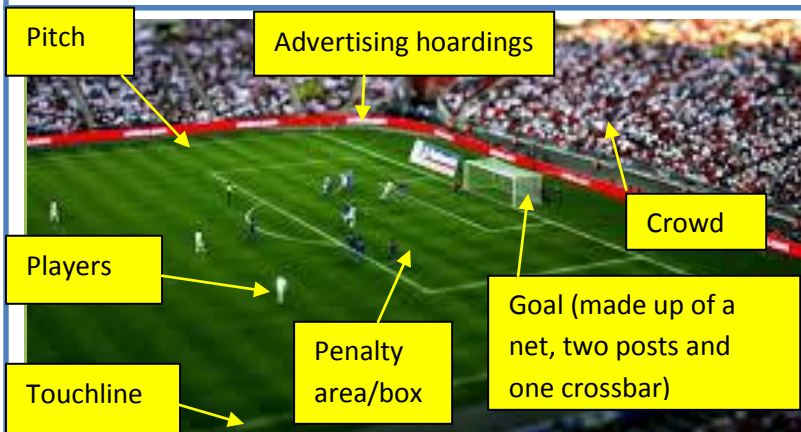 Pitch
Advertising hoardings
Crowd
Players
Goal (made up of a
net, two posts and
one crossbar)
Penalty
area/box
Touchline